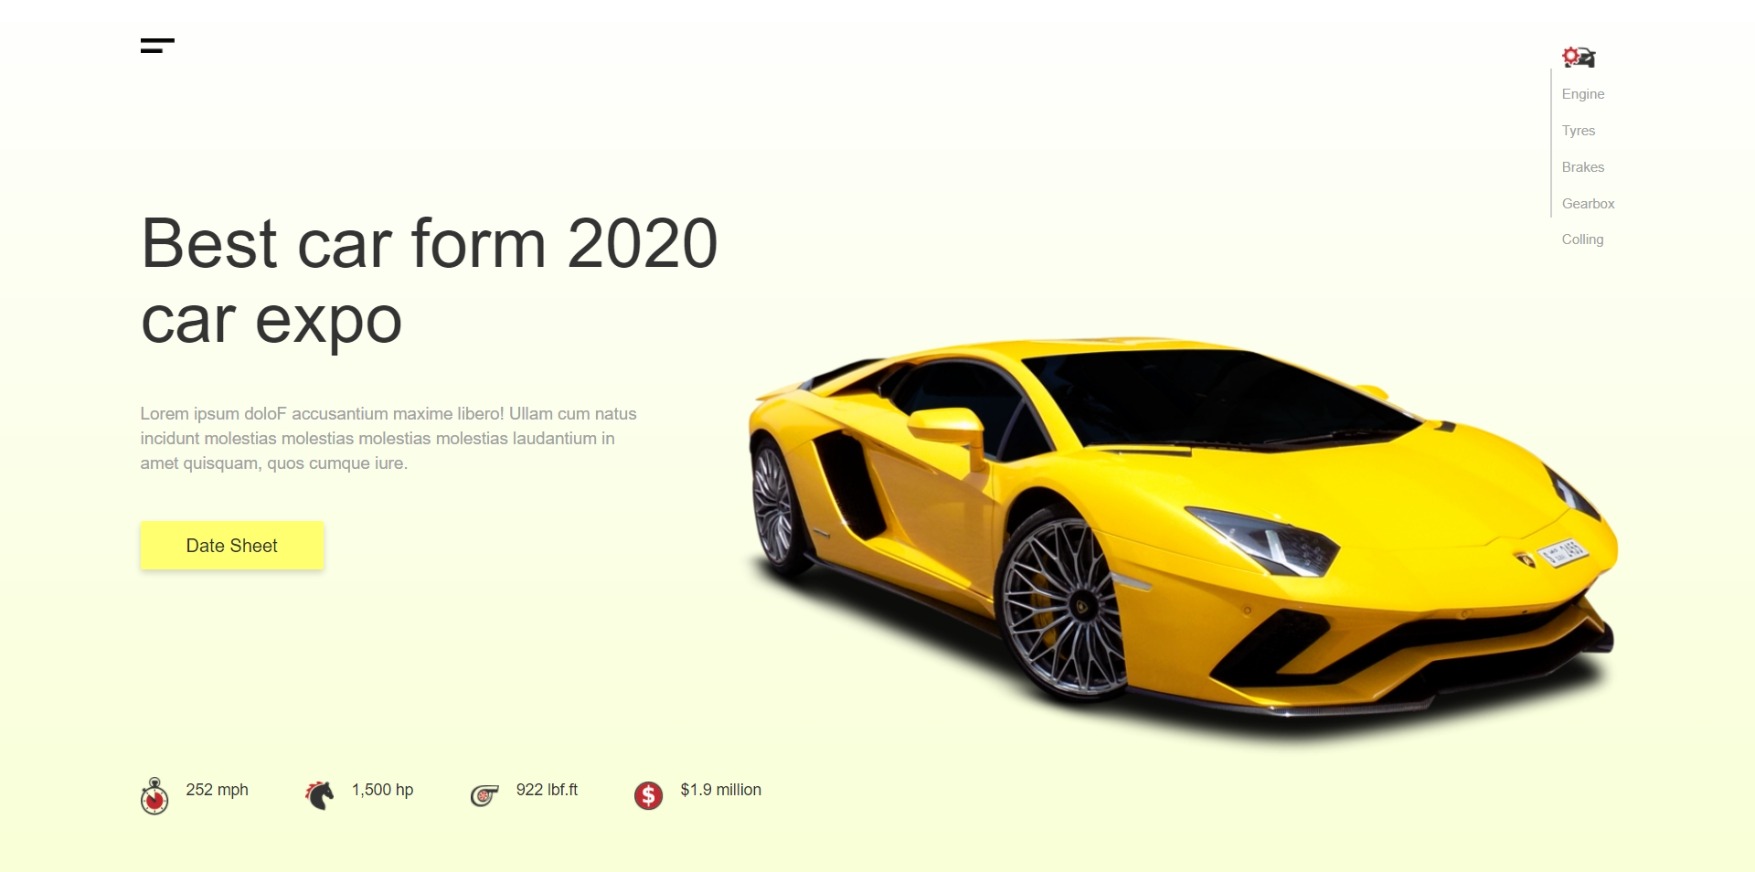 Engine
Tyres
Brakes
Gearbox
Colling
Best car form 2020
car expo
Lorem ipsum doloF accusantium maxime libero! Ullam cum natus
incidunt molestias molestias molestias molestias laudantium in
amet quisquam, quos cumque iure.
Date Sheet
252 mph
1,500 hp
922 lbf.ft
$1.9 million